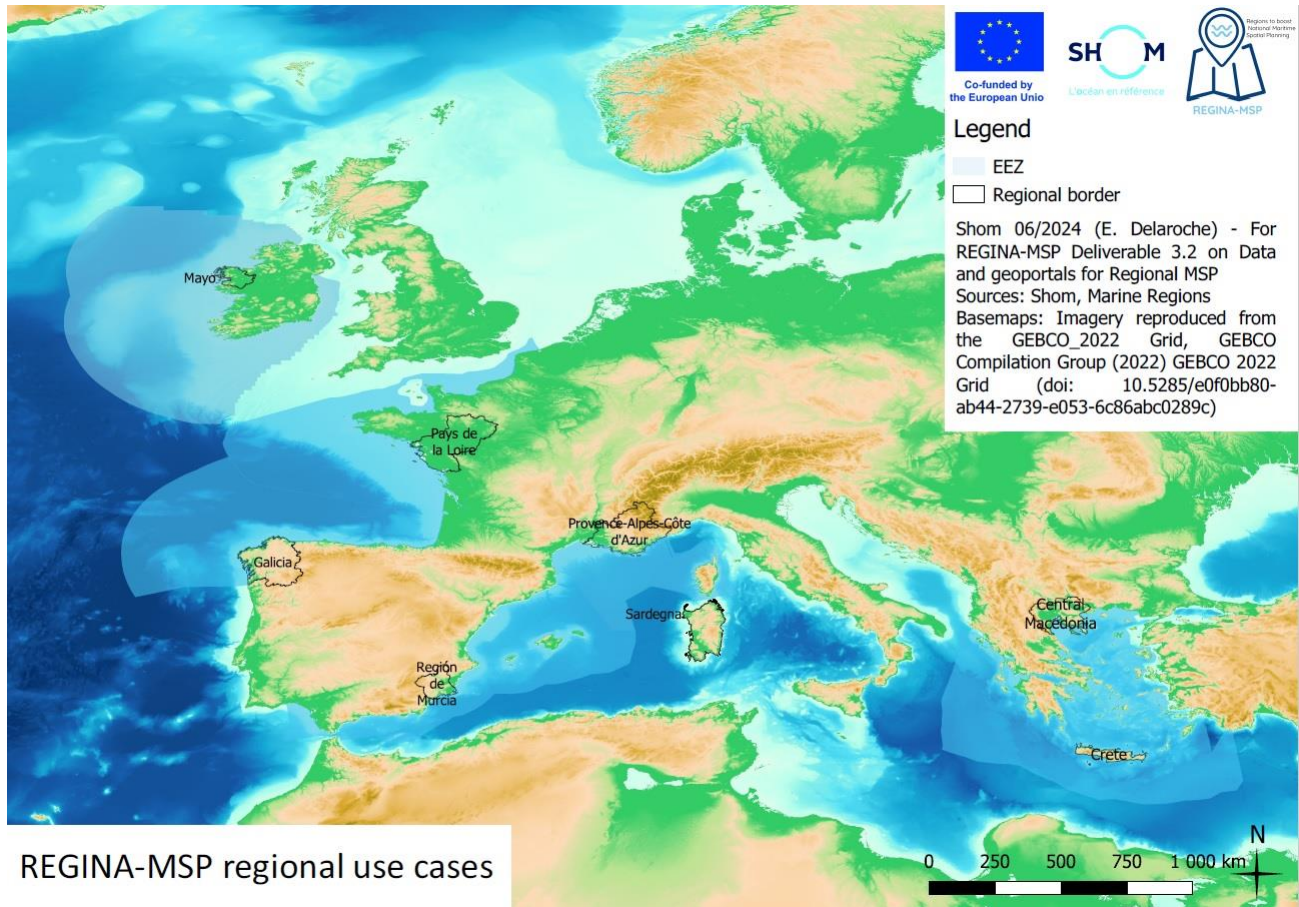 Co-funded by
the European Unio
SHOM
L'océan en référence
Regions to boost
National Maritime
Spatial Planning
REGINA-MSP
Legend
EEZ
Regional border
Shom 06/2024 (E. Delaroche) - For
REGINA-MSP Deliverable 3.2 on Data
and geoportals for Regional MSP
Sources: Shom, Marine Regions
Basemaps: Imagery reproduced from
the GEBCO_2022 Grid, GEBCO
Compilation Group (2022) GEBCO 2022
Grid (doi: 10.5285/e0f0bb80-
ab44-2739-e053-6c86abc0289c)
Mayo
Pays de
la Loire
Provence-Alpes-Côte
d'Azur
Galicia
Sardegna
Central
Macedonia
Región
de
Murcia
Crete
REGINA-MSP regional use cases
0 250 500 750 1 000 km
N